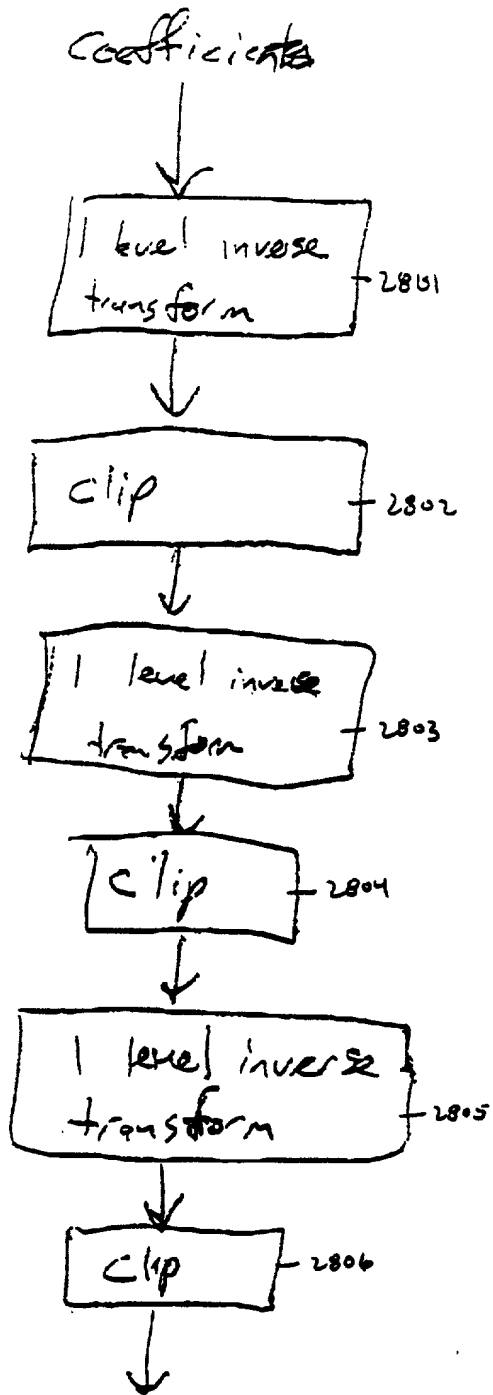 Coefficients
1 level inverse
transform
2801
Clip
2802
1 level inverse
transform
2803
Clip
2804
1 level inverse
transform
2805
Clip
2806